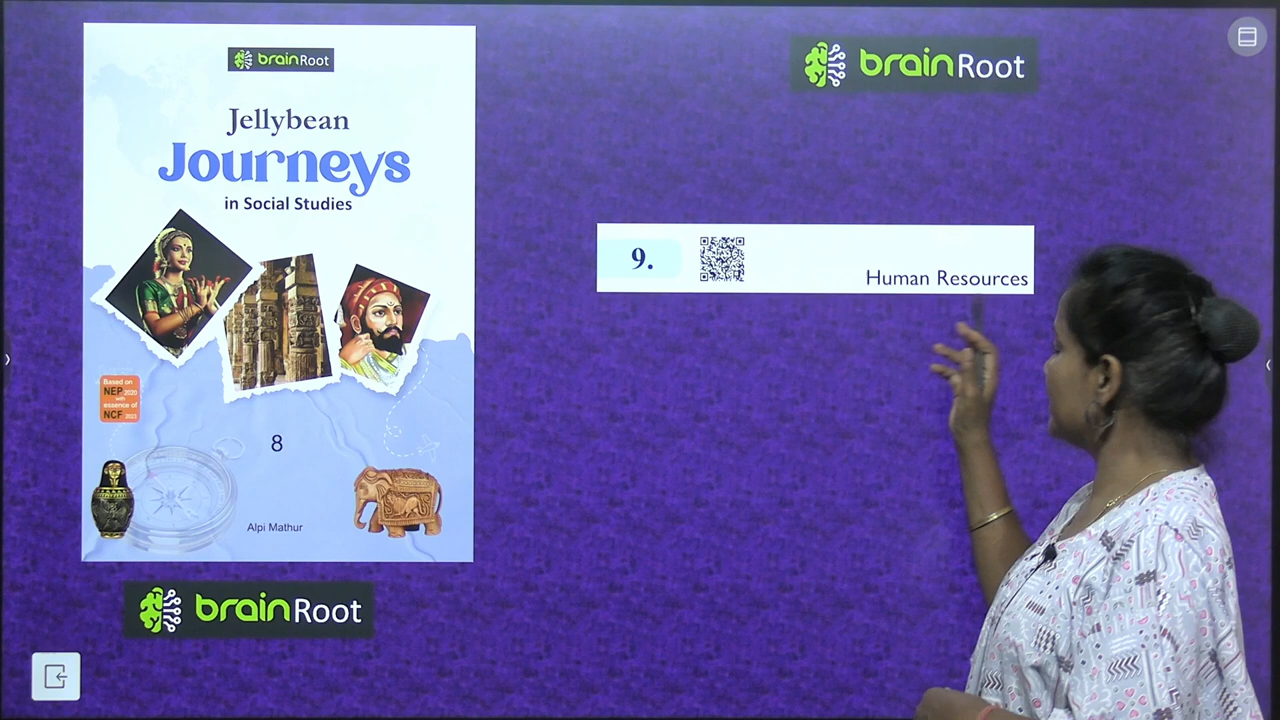 brainRoot
Jellybean
Journeys
in Social Studies
Based on
NEP 2020
with
essence of
NCF 2023
8
Alpi Mathur
brainRoot
brainRoot
9.
Human Resources